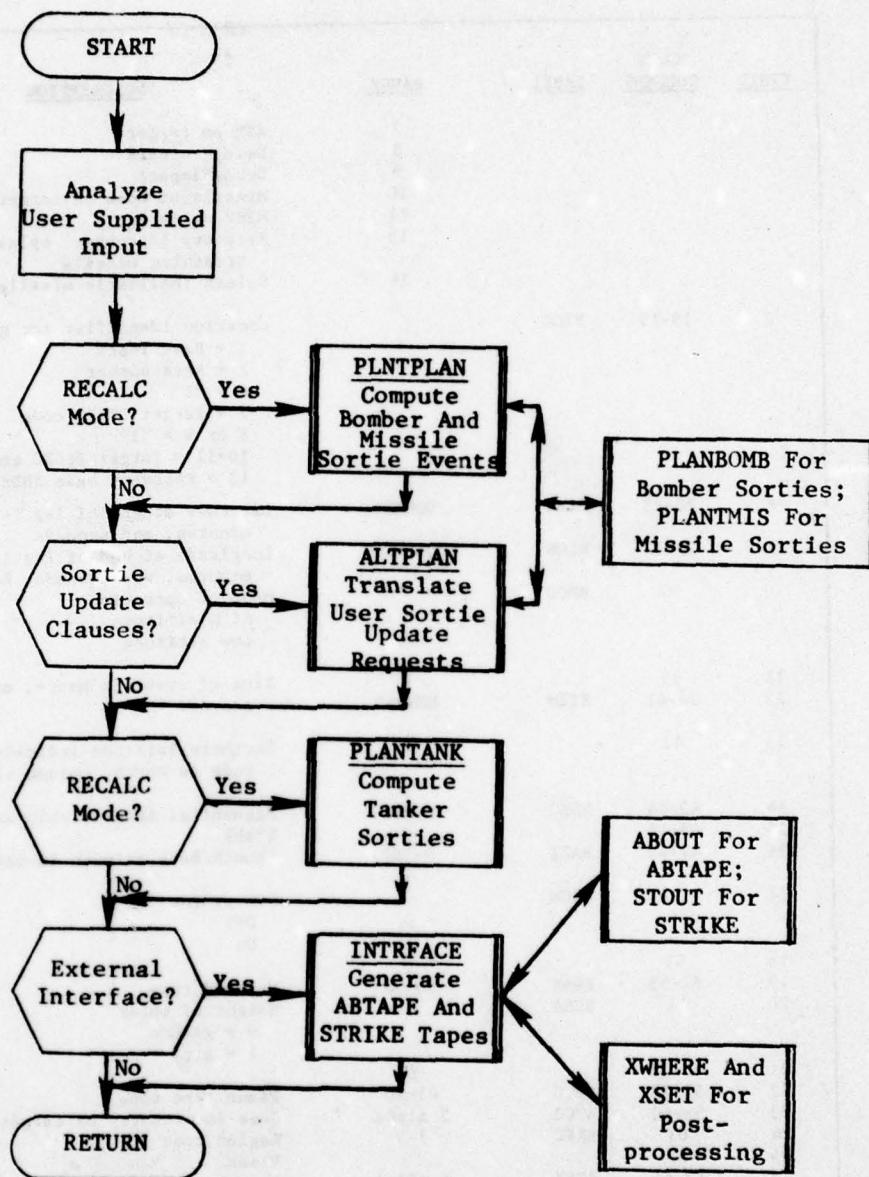 START
Analyze
User Supplied
Input
RECALC
Mode?
Yes
PLNTPLAN
Compute
Bomber And
Missile
Sortie Events
No
PLANBOMB For
Bomber Sorties;
PLANTMIS For
Missile Sorties
Sortie
Update
Clauses?
Yes
ALTPLAN
Translate
User Sortie
Update
Requests
No
RECALC
Mode?
Yes
PLANTANK
Compute
Tanker
Sorties
No
ABOUT For
ABTAPE;
STOUT For
STRIKE
External
Interface?
Yes
INTRFACE
Generate
ABTAPE And
STRIKE Tapes
No
XWHERE And
XSET For
Post-
processing
RETURN